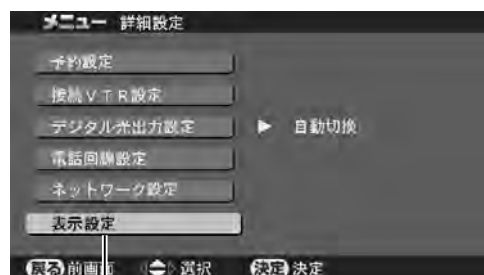 メニュー 詳細設定
予約設定
接続VTR設定
デジタル光出力設定 ▶ 自動切換
電話回線設定
ネットワーク設定
表示設定
戻る 前画面 選択 決定 決定